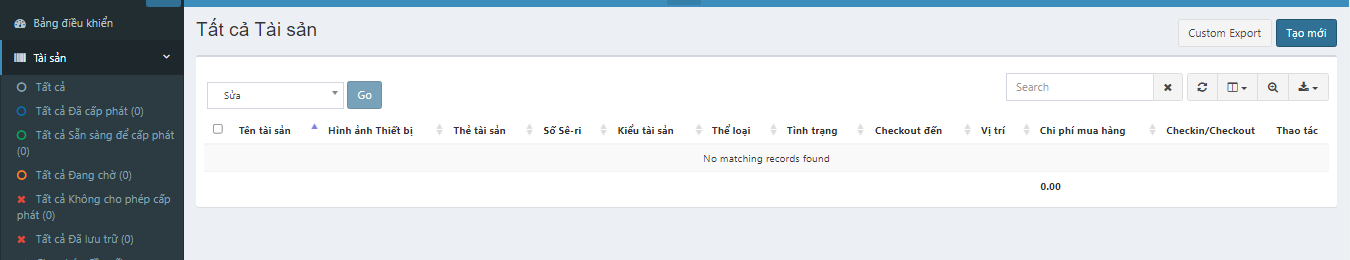 Bảng điều khiển
Tài sản
Tất cả
Tất cả Đã cấp phát (0)
Tất cả Sẵn sàng để cấp phát
(0)
Tất cả Đang chờ (0)
Tất cả Không cho phép cấp
phát (0)
Tất cả Đã lưu trữ (0)
Tất cả Tài sản
Custom Export Tạo mới
Sửa Go Search
Tên tài sản Hình ảnh Thiết bị Thẻ tài sản Số Sê-ri Kiểu tài sản Thể loại Tình trạng Checkout đến Vị trí Chi phí mua hàng Checkin/Checkout Thao tác
No matching records found
0.00